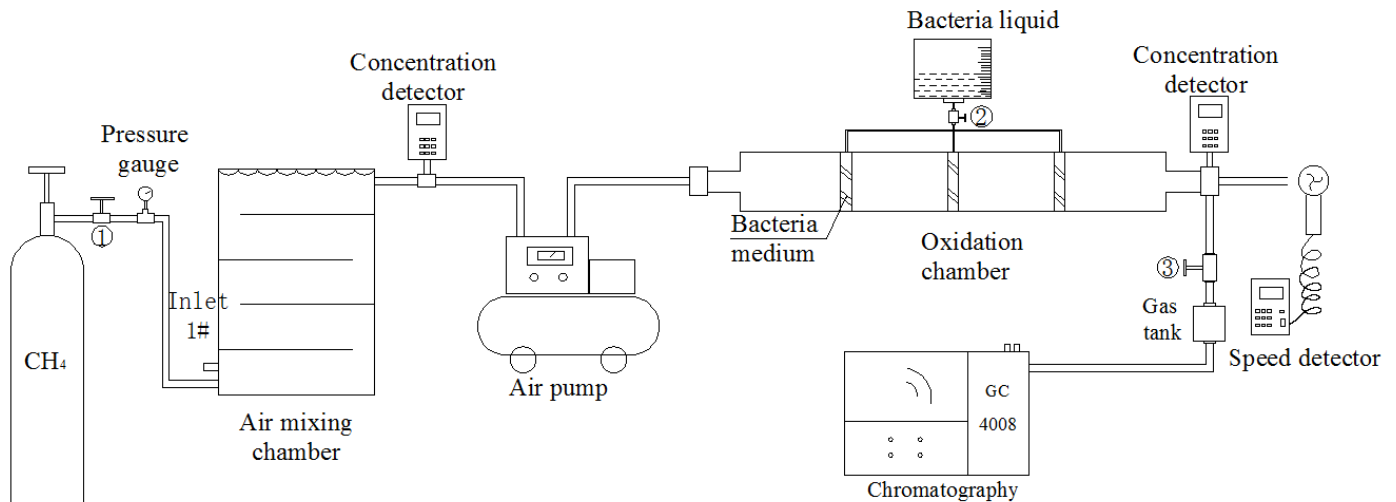 Bacteria liquid
Concentration
detector
Concentration
detector
②
Pressure
gauge
①
Bacteria
medium
Oxidation
chamber
③
Inlet
1#
Gas
tank
CH₄
Air pump
Speed detector
Air mixing
chamber
GC
4008
Chromatography